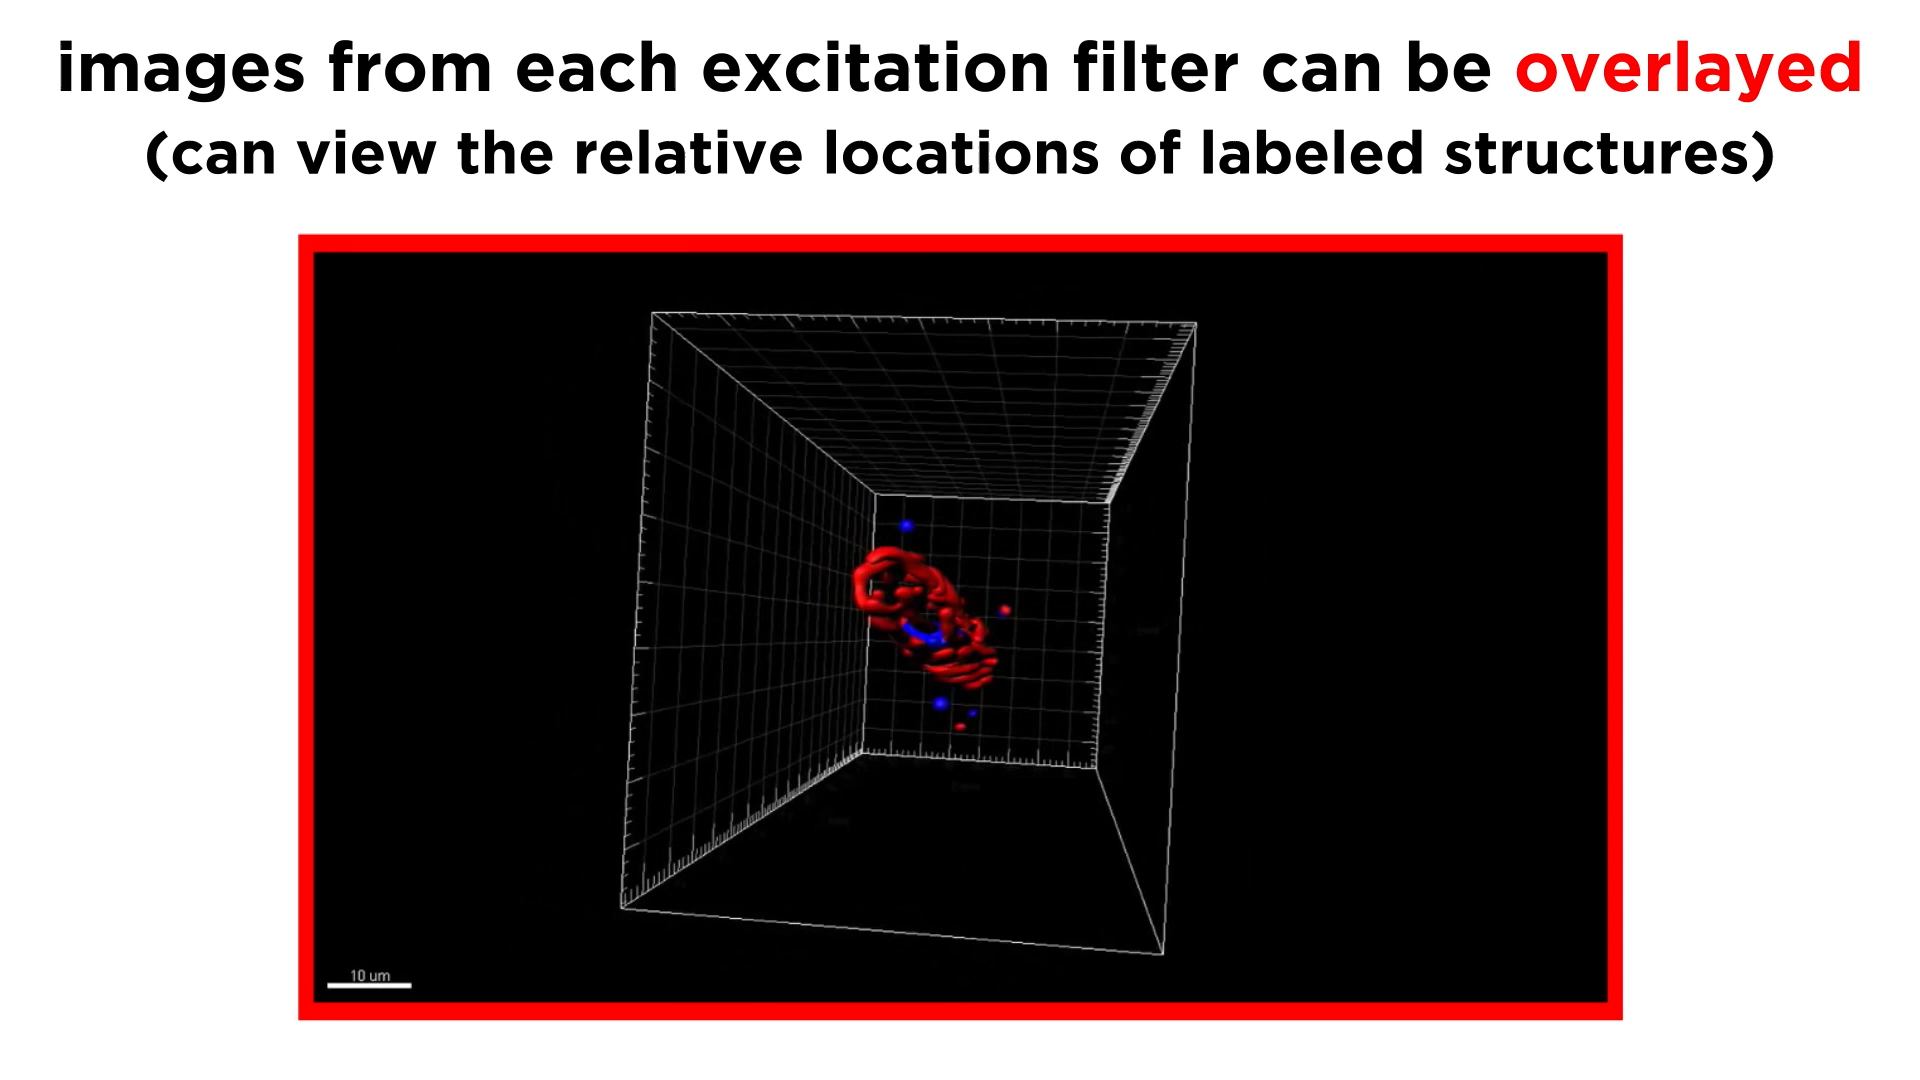 images from each excitation filter can be overlayed
(can view the relative locations of labeled structures)
10 um